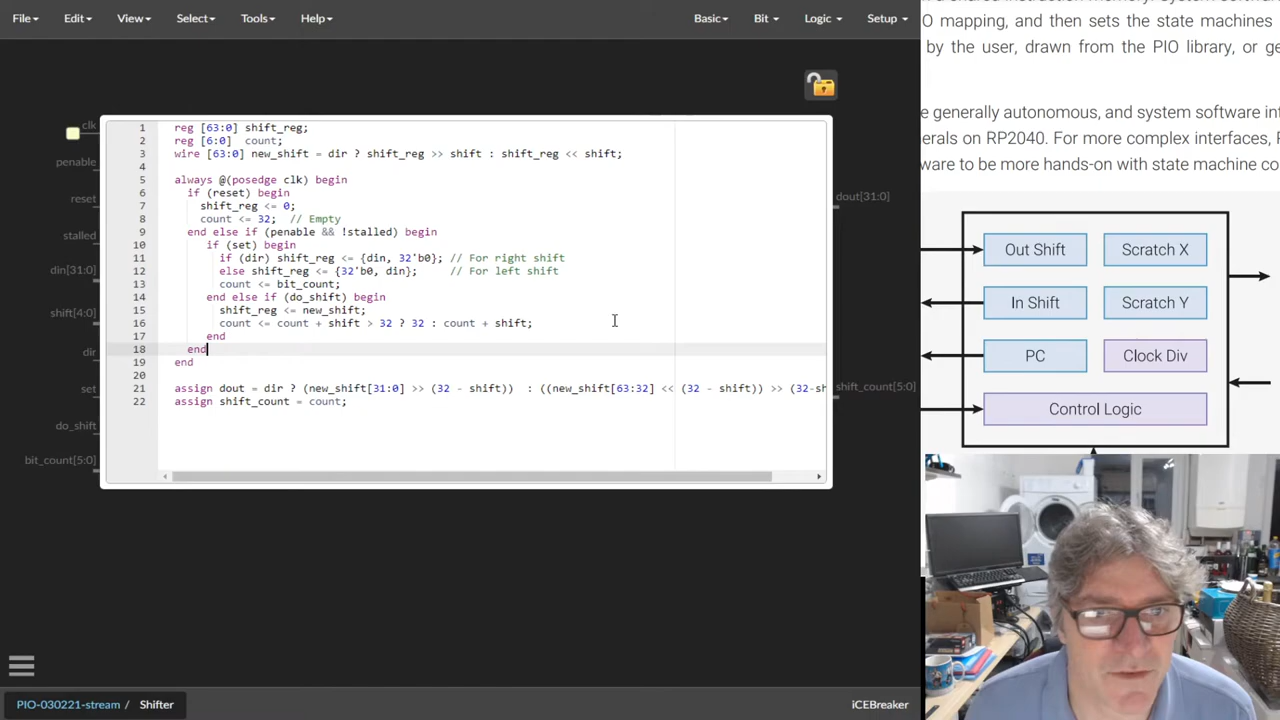 File Edit View Select Tools Help Basic Bit Logic Setup
clk
penable
reset
stalled
din[31:0]
shift[4:0]
dir
set
do_shift
bit_count[5:0]
1 reg [63:0] shift_reg;
2 reg [6:0] count;
3 wire [63:0] new_shift = dir ? shift_reg >> shift : shift_reg << shift;
4
5 always @(posedge clk) begin
6 if (reset) begin
7 shift_reg <= 0;
8 count <= 32; // Empty
9 end else if (penable && !stalled) begin
10 if (set) begin
11 if (dir) shift_reg <= {din, 32'b0}; // For right shift
12 else shift_reg <= {32'b0, din}; // For left shift
13 count <= bit_count;
14 end else if (do_shift) begin
15 shift_reg <= new_shift;
16 count <= count + shift > 32 ? 32 : count + shift;
17 end
18 end
19 end
20
21 assign dout = dir ? (new_shift[31:0] >> (32 - shift)) : ((new_shift[63:32] << (32 - shift)) >> (32-sh
22 assign shift_count = count;
dout[31:0]
shift_count[5:0]
PIO-030221-stream / Shifter
iCEBreaker
O mapping, and then sets the state machines
by the user, drawn from the PIO library, or ge
e generally autonomous, and system software in
erals on RP2040. For more complex interfaces,
ware to be more hands-on with state machine co
Out Shift
Scratch X
In Shift
Scratch Y
PC
Clock Div
Control Logic